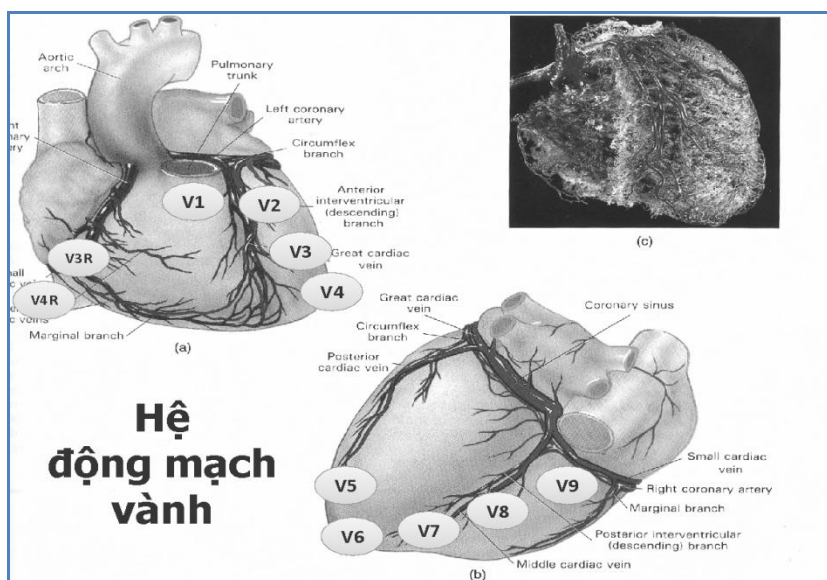 Aortic
arch
Pulmonary
trunk
Left coronary
artery
Circumflex
branch
Anterior
interventricular
(descending)
branch
Great cardiac
vein
V1
V2
V3
V4
V3R
V4R
Marginal branch
(a)
(c)
Great cardiac
vein
Circumflex
branch
Posterior
cardiac vein
Coronary sinus
Small cardiac
vein
Right coronary artery
Marginal branch
Posterior interventricular
(descending) branch
Middle cardiac vein
V5
V6
V7
V8
V9
(b)
Hệ
động mạch
vành